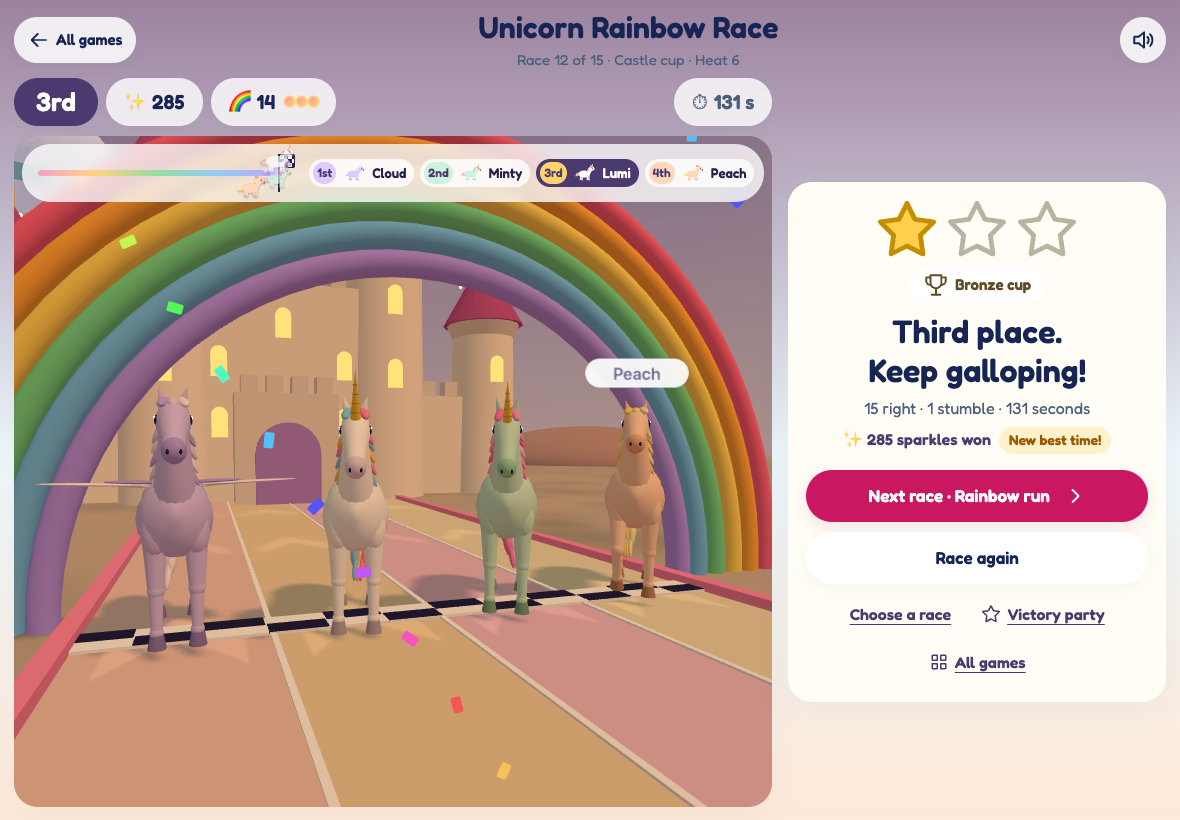 All games
Unicorn Rainbow Race
Race 12 of 15 · Castle cup · Heat 6
3rd
285
14
131 s
1st Cloud
2nd Minty
3rd Lumi
4th Peach
Peach
Bronze cup
Third place.
Keep galloping!
15 right · 1 stumble · 131 seconds
285 sparkles won
New best time!
Next race · Rainbow run
Race again
Choose a race
Victory party
All games